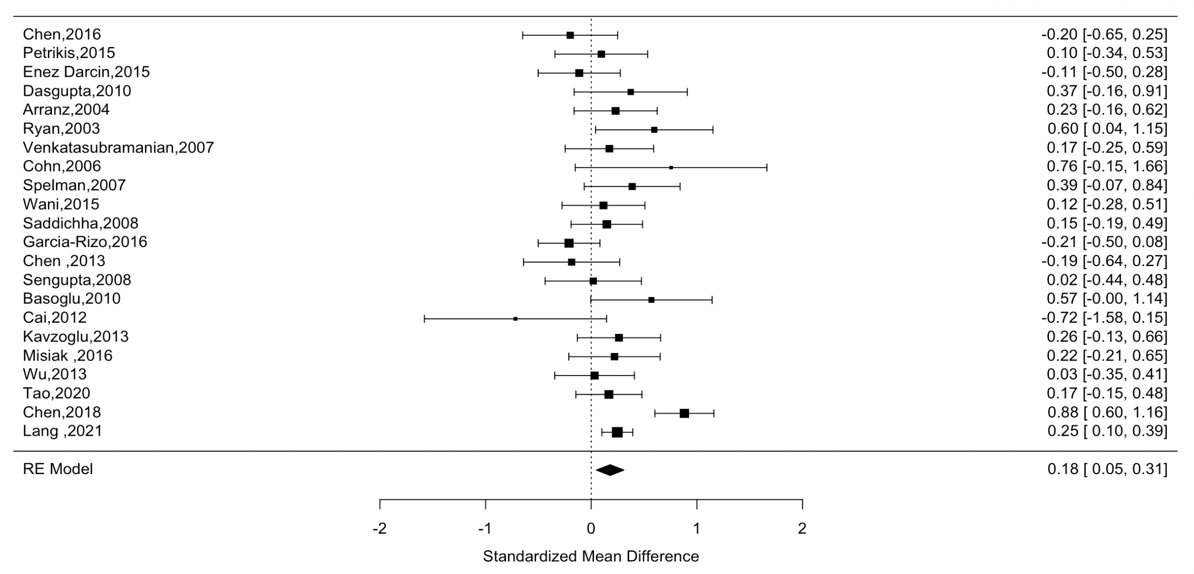 Chen,2016 -0.20 [-0.65, 0.25]
Petrikis,2015 0.10 [-0.34, 0.53]
Enez Darcin,2015 -0.11 [-0.50, 0.28]
Dasgupta,2010 0.37 [-0.16, 0.91]
Arranz,2004 0.23 [-0.16, 0.62]
Ryan,2003 0.60 [ 0.04, 1.15]
Venkatasubramanian,2007 0.17 [-0.25, 0.59]
Cohn,2006 0.76 [-0.15, 1.66]
Spelman,2007 0.39 [-0.07, 0.84]
Wani,2015 0.12 [-0.28, 0.51]
Saddichha,2008 0.15 [-0.19, 0.49]
Garcia-Rizo,2016 -0.21 [-0.50, 0.08]
Chen ,2013 -0.19 [-0.64, 0.27]
Sengupta,2008 0.02 [-0.44, 0.48]
Basoglu,2010 0.57 [-0.00, 1.14]
Cai,2012 -0.72 [-1.58, 0.15]
Kavzoglu,2013 0.26 [-0.13, 0.66]
Misiak ,2016 0.22 [-0.21, 0.65]
Wu,2013 0.03 [-0.35, 0.41]
Tao,2020 0.17 [-0.15, 0.48]
Chen,2018 0.88 [ 0.60, 1.16]
Lang ,2021 0.25 [ 0.10, 0.39]
RE Model 0.18 [ 0.05, 0.31]
-2 -1 0 1 2
Standardized Mean Difference